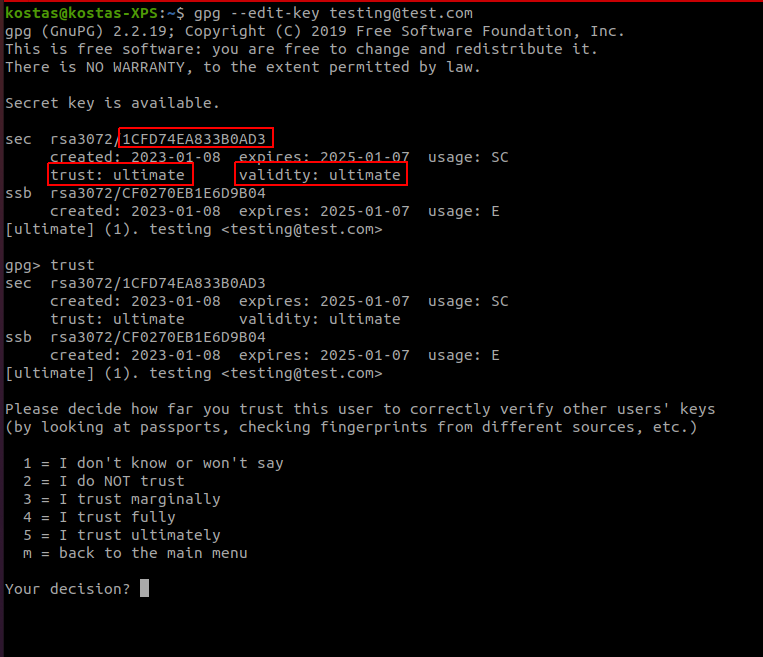 kostas@kostas-XPS:~$ gpg --edit-key testing@test.com
gpg (GnuPG) 2.2.19; Copyright (C) 2019 Free Software Foundation, Inc.
This is free software: you are free to change and redistribute it.
There is NO WARRANTY, to the extent permitted by law.

Secret key is available.

sec  rsa3072/1CFD74EA833B0AD3
     created: 2023-01-08  expires: 2025-01-07  usage: SC
     trust: ultimate      validity: ultimate
ssb  rsa3072/CF0270EB1E6D9B04
     created: 2023-01-08  expires: 2025-01-07  usage: E
[ultimate] (1). testing <testing@test.com>

gpg> trust
sec  rsa3072/1CFD74EA833B0AD3
     created: 2023-01-08  expires: 2025-01-07  usage: SC
     trust: ultimate      validity: ultimate
ssb  rsa3072/CF0270EB1E6D9B04
     created: 2023-01-08  expires: 2025-01-07  usage: E
[ultimate] (1). testing <testing@test.com>

Please decide how far you trust this user to correctly verify other users' keys
(by looking at passports, checking fingerprints from different sources, etc.)

  1 = I don't know or won't say
  2 = I do NOT trust
  3 = I trust marginally
  4 = I trust fully
  5 = I trust ultimately
  m = back to the main menu

Your decision?